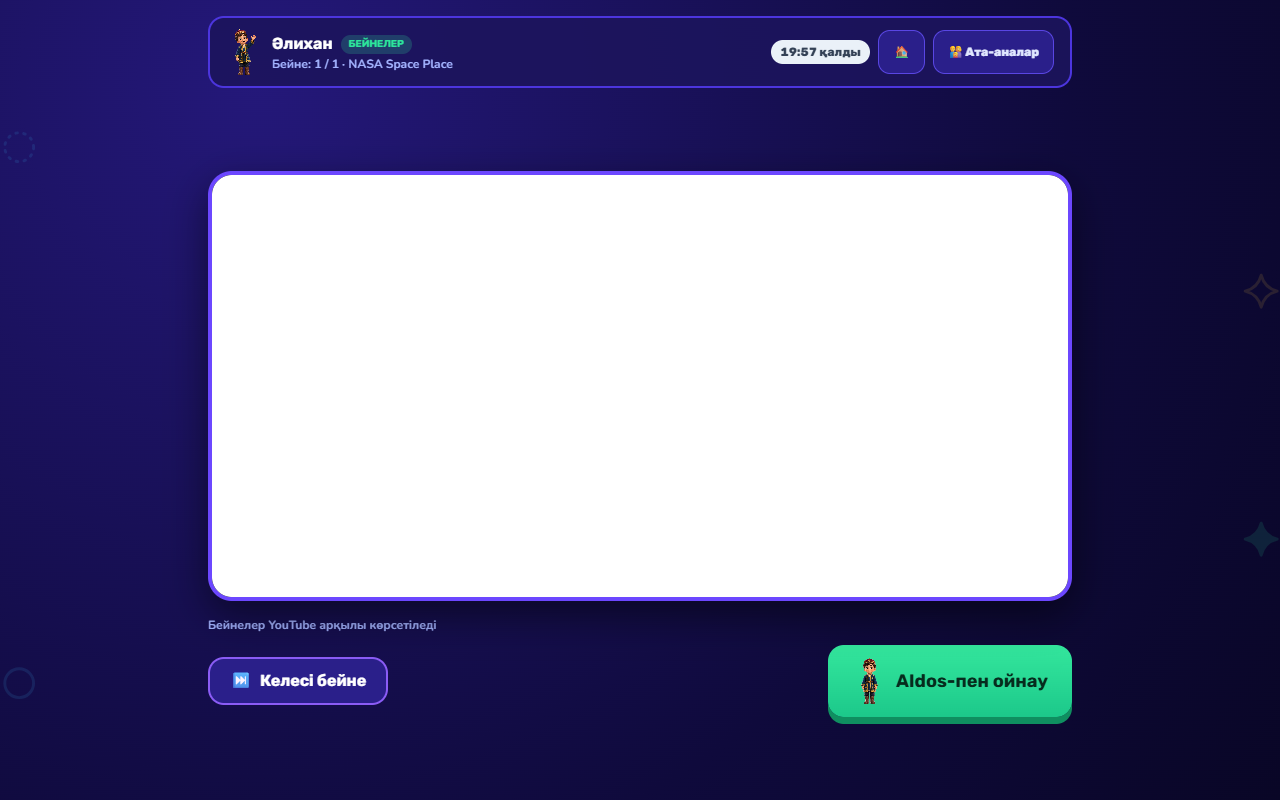 Әлихан БЕЙНЕЛЕР
Бейне: 1 / 1 · NASA Space Place
19:57 қалды
Ата-аналар
Бейнелер YouTube арқылы көрсетіледі
Келесі бейне
Aldos-пен ойнау